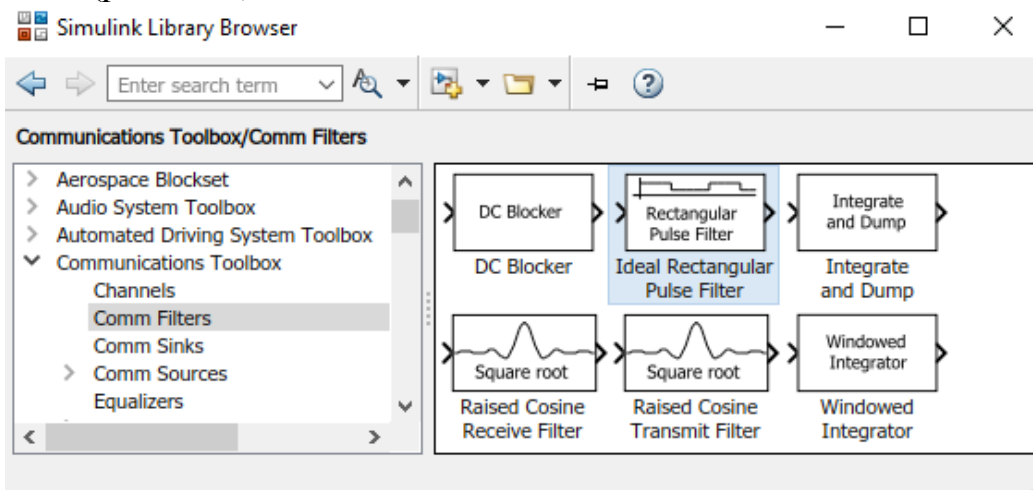 Simulink Library Browser
Enter search term
Communications Toolbox/Comm Filters
Aerospace Blockset
Audio System Toolbox
Automated Driving System Toolbox
Communications Toolbox
Channels
Comm Filters
Comm Sinks
Comm Sources
Equalizers
DC Blocker
DC Blocker
Rectangular
Pulse Filter
Ideal Rectangular
Pulse Filter
Integrate
and Dump
Integrate
and Dump
Square root
Raised Cosine
Receive Filter
Square root
Raised Cosine
Transmit Filter
Windowed
Integrator
Windowed
Integrator